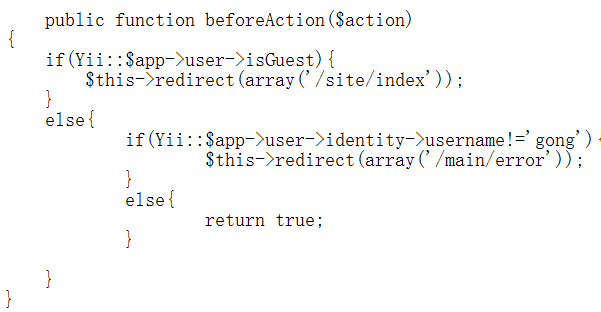 public function beforeAction($action)
{
if(Yii::$app->user->isGuest){
$this->redirect(array('/site/index'));
}
else{
if(Yii::$app->user->identity->username!='gong'){
$this->redirect(array('/main/error'));
}
else{
return true;
}
}
}